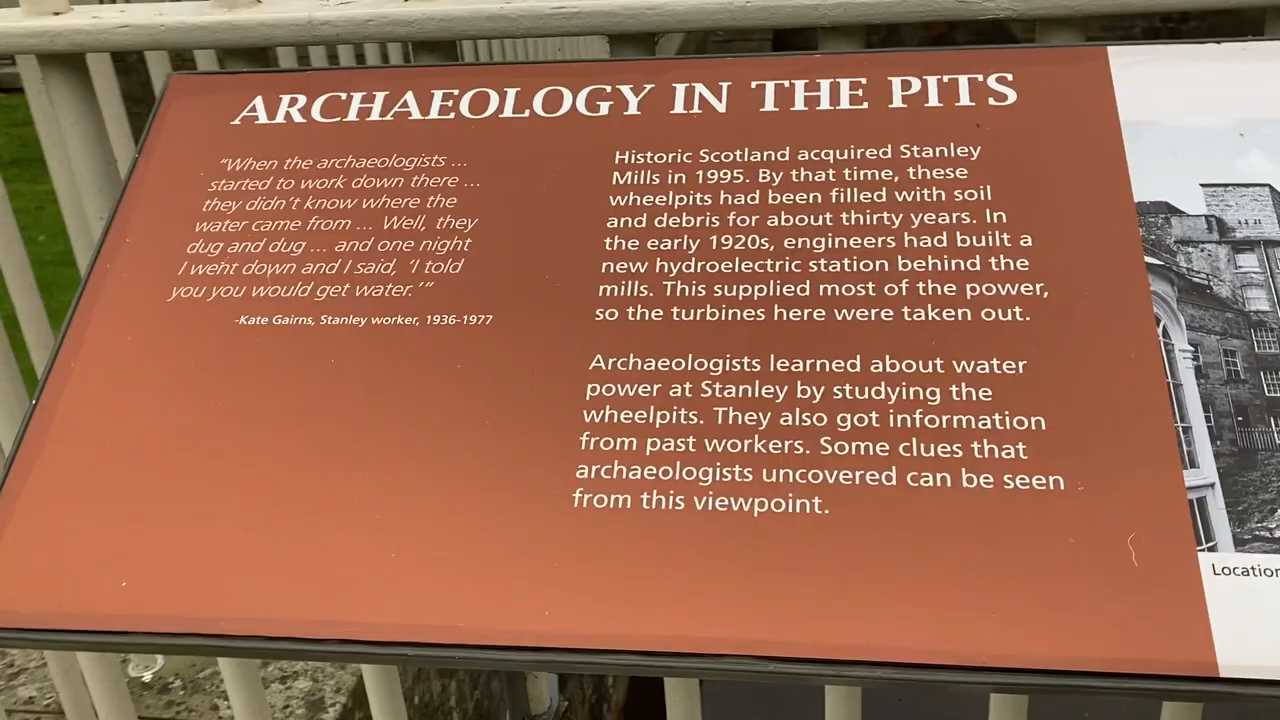 ARCHAEOLOGY IN THE PITS
“When the archaeologists ...
started to work down there ...
they didn’t know where the
water came from ... Well, they
dug and dug ... and one night
I went down and I said, ‘I told
you you would get water.’”
-Kate Gairns, Stanley worker, 1936-1977
Historic Scotland acquired Stanley
Mills in 1995. By that time, these
wheelpits had been filled with soil
and debris for about thirty years. In
the early 1920s, engineers had built a
new hydroelectric station behind the
mills. This supplied most of the power,
so the turbines here were taken out.
Archaeologists learned about water
power at Stanley by studying the
wheelpits. They also got information
from past workers. Some clues that
archaeologists uncovered can be seen
from this viewpoint.
Location